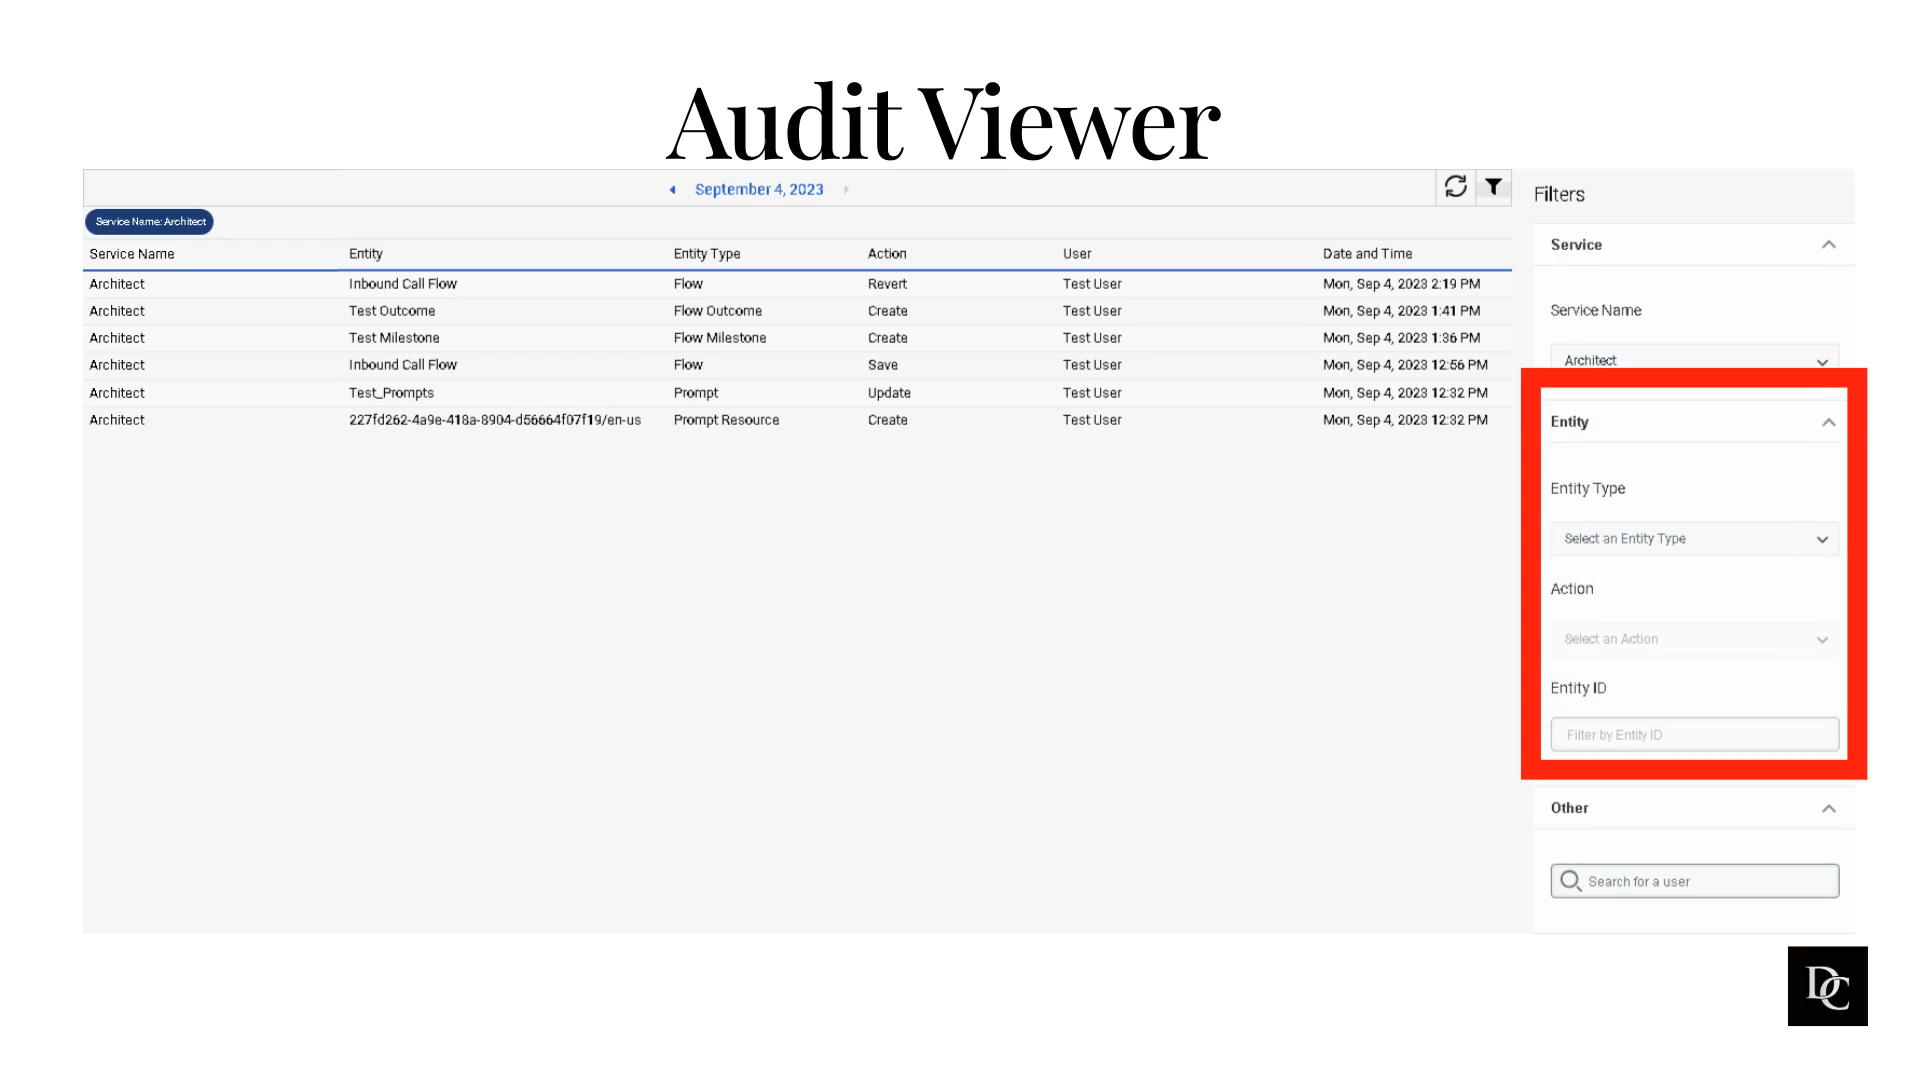 Audit Viewer
September 4, 2023
Service Name: Architect
Service Name Entity Entity Type Action User Date and Time
Architect Inbound Call Flow Flow Revert Test User Mon, Sep 4, 2023 2:19 PM
Architect Test Outcome Flow Outcome Create Test User Mon, Sep 4, 2023 1:41 PM
Architect Test Milestone Flow Milestone Create Test User Mon, Sep 4, 2023 1:36 PM
Architect Inbound Call Flow Flow Save Test User Mon, Sep 4, 2023 12:56 PM
Architect Test_Prompts Prompt Update Test User Mon, Sep 4, 2023 12:32 PM
Architect 227fd262-4a9e-418a-8904-d56664f07f19/en-us Prompt Resource Create Test User Mon, Sep 4, 2023 12:32 PM
Filters
Service
Service Name
Architect
Entity
Entity Type
Select an Entity Type
Action
Select an Action
Entity ID
Filter by Entity ID
Other
Search for a user
DC